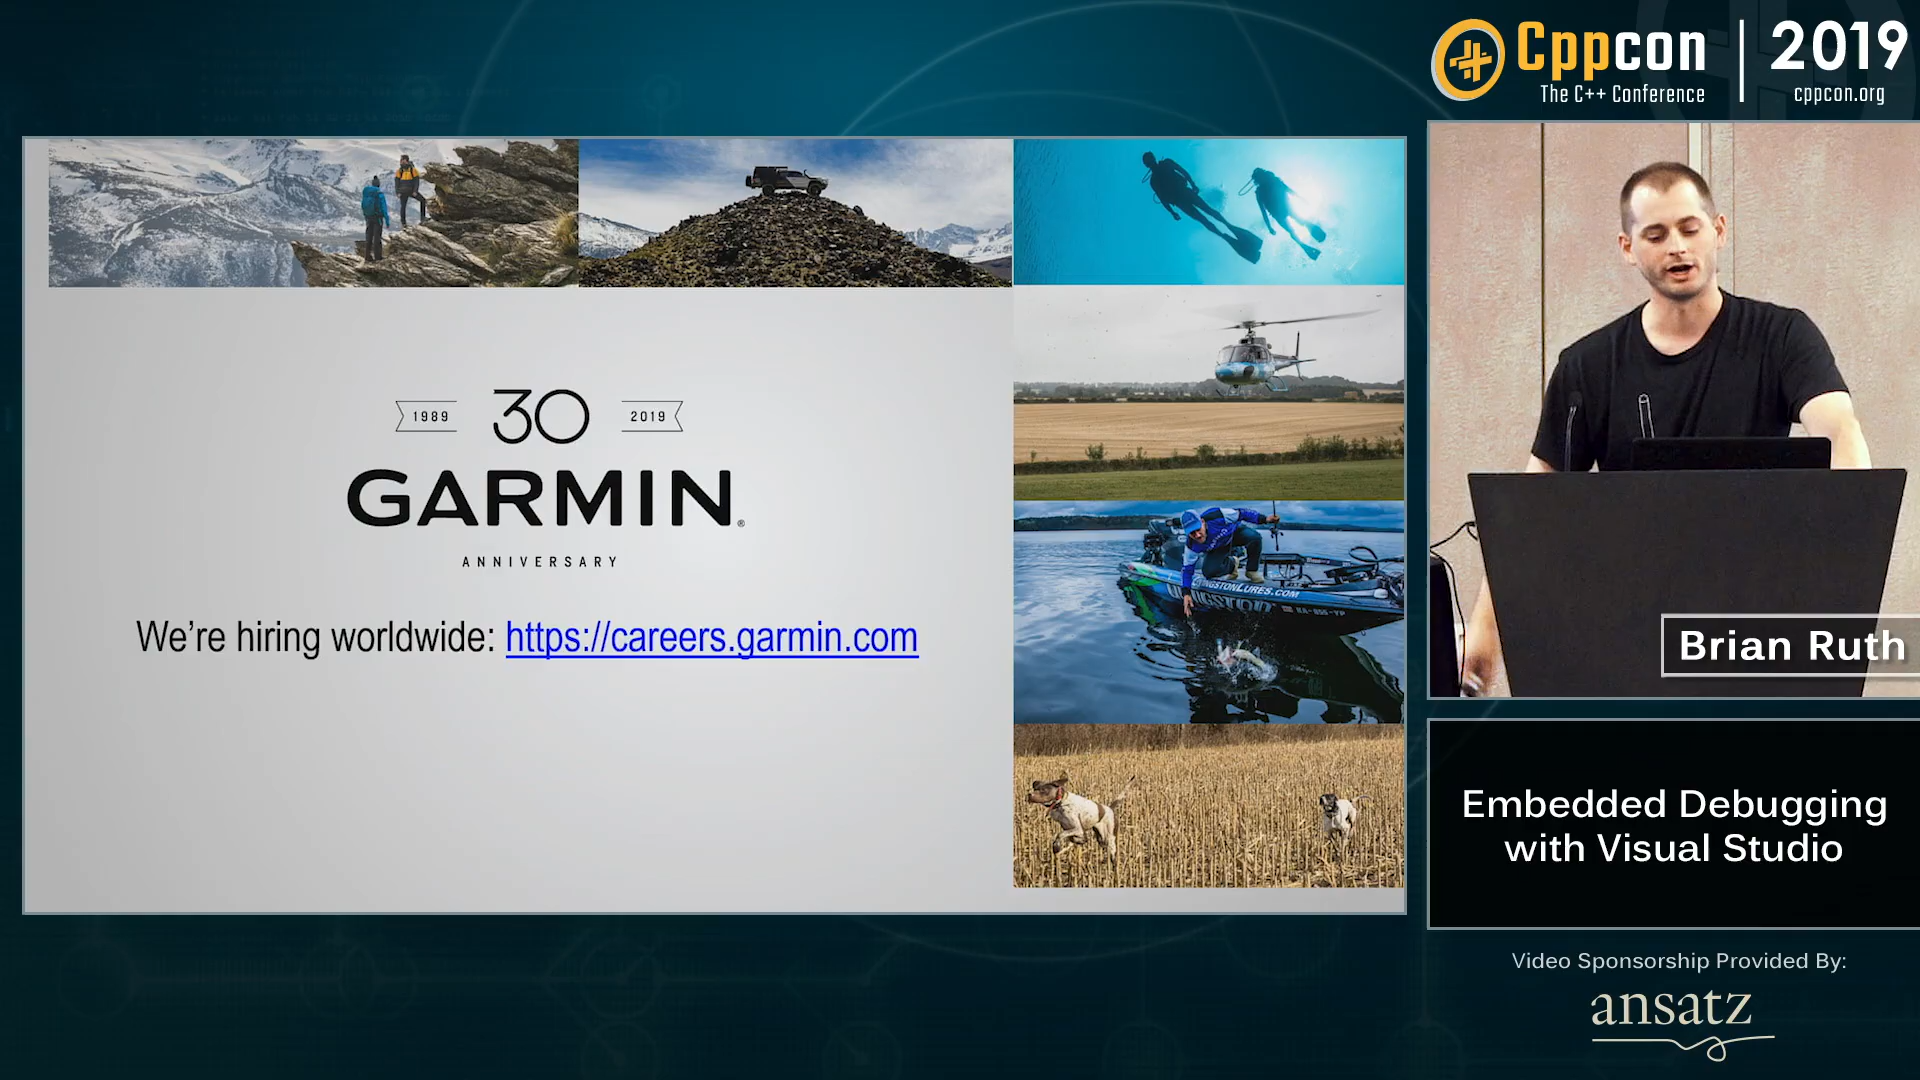 Cppcon
The C++ Conference
2019
cppcon.org
1989
30
2019
GARMIN®
ANNIVERSARY
We're hiring worldwide: https://careers.garmin.com
LIVINGSTONLURES.COM
LIVINGSTON
Brian Ruth
Embedded Debugging
with Visual Studio
Video Sponsorship Provided By:
ansatz